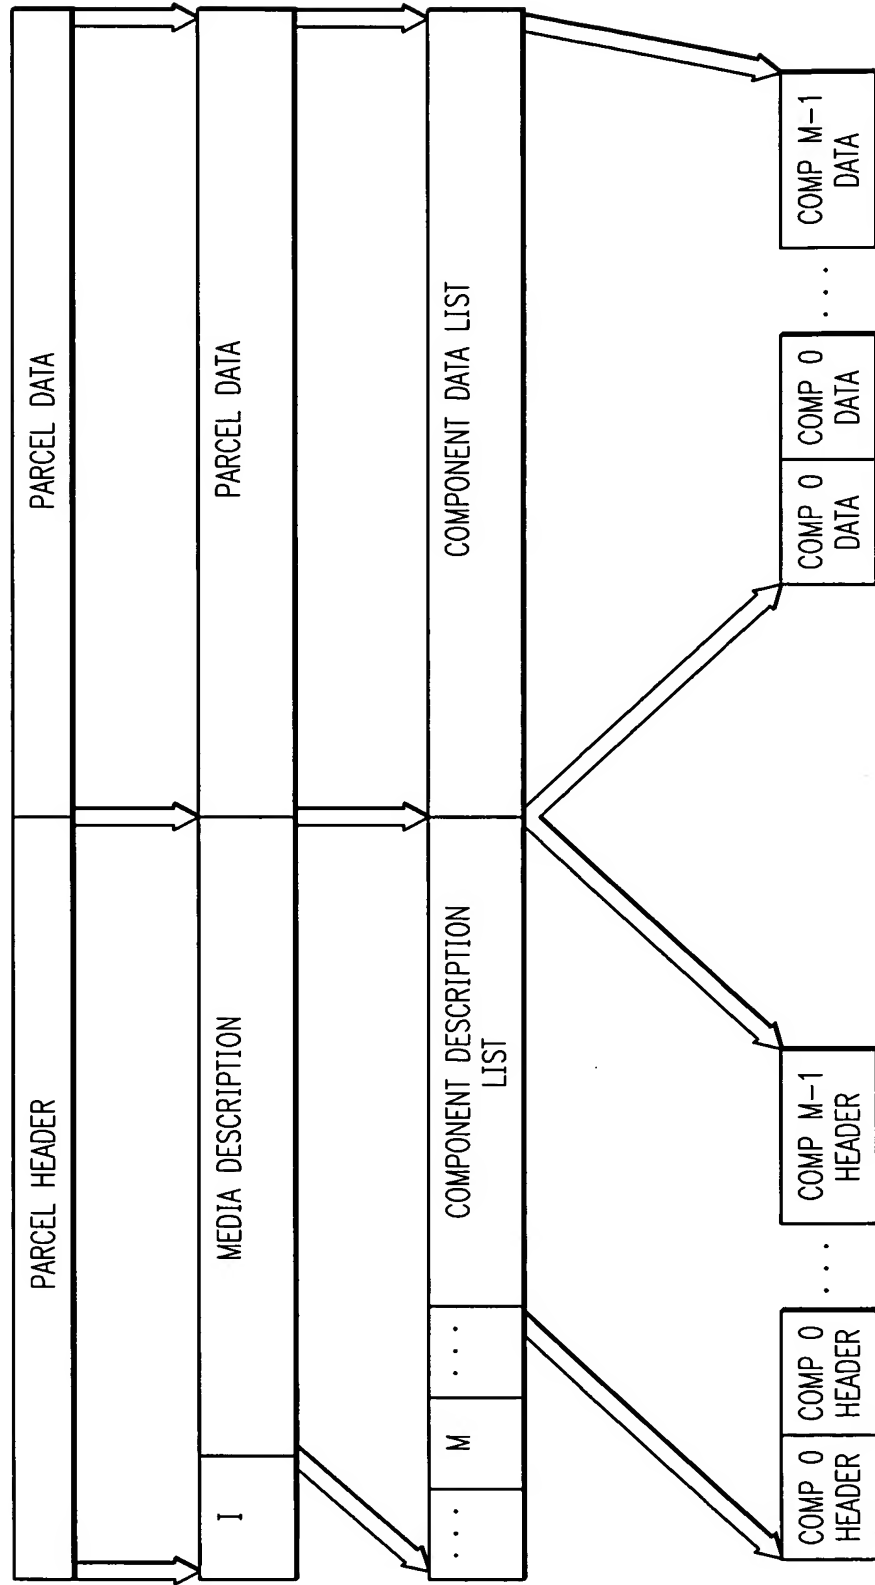 PARCEL HEADER
PARCEL DATA
I
MEDIA DESCRIPTION
PARCEL DATA
. . .
M
. . .
COMPONENT DESCRIPTION
LIST
COMPONENT DATA LIST
COMP 0
HEADER
COMP 0
HEADER
. . .
COMP M-1
HEADER
COMP 0
DATA
COMP 0
DATA
. . .
COMP M-1
DATA